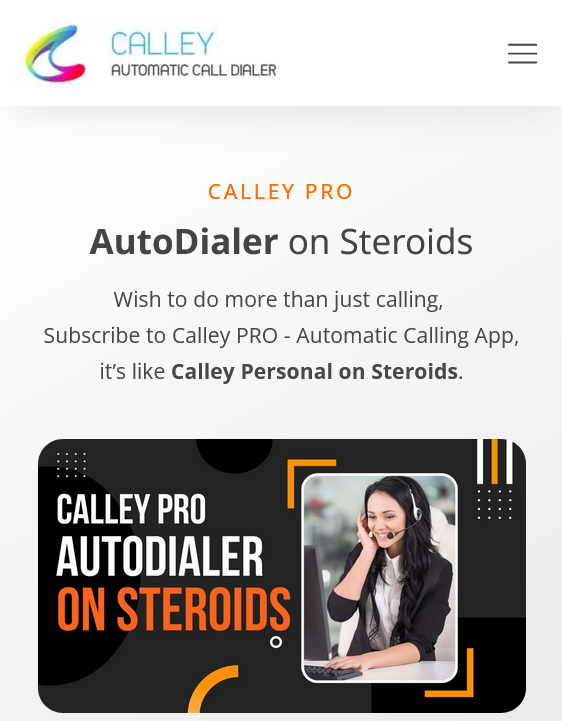 CALLEY
AUTOMATIC CALL DIALER
CALLEY PRO
AutoDialer on Steroids
Wish to do more than just calling,
Subscribe to Calley PRO - Automatic Calling App,
it’s like Calley Personal on Steroids.
CALLEY PRO
AUTODIALER
ON STEROIDS